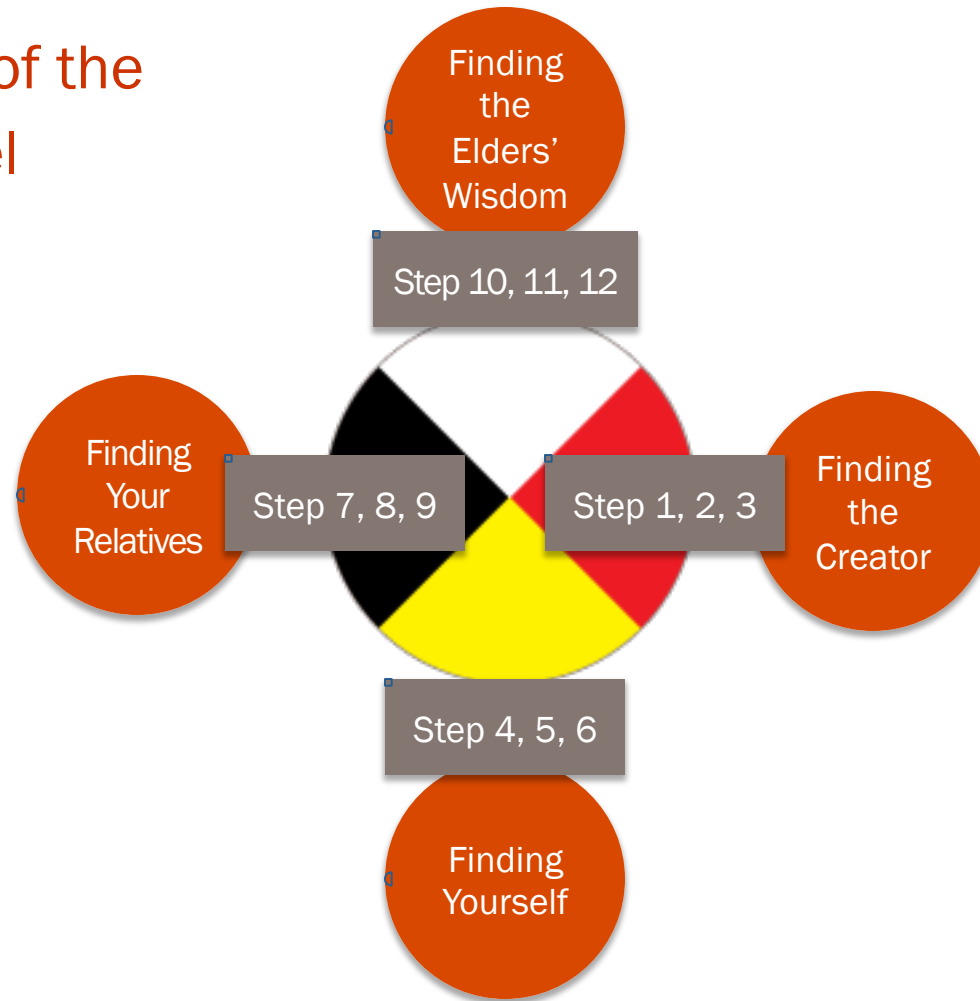 of the
el
Finding
the
Elders’
Wisdom
Step 10, 11, 12
Finding
Your
Relatives
Step 7, 8, 9
Step 1, 2, 3
Finding
the
Creator
Step 4, 5, 6
Finding
Yourself